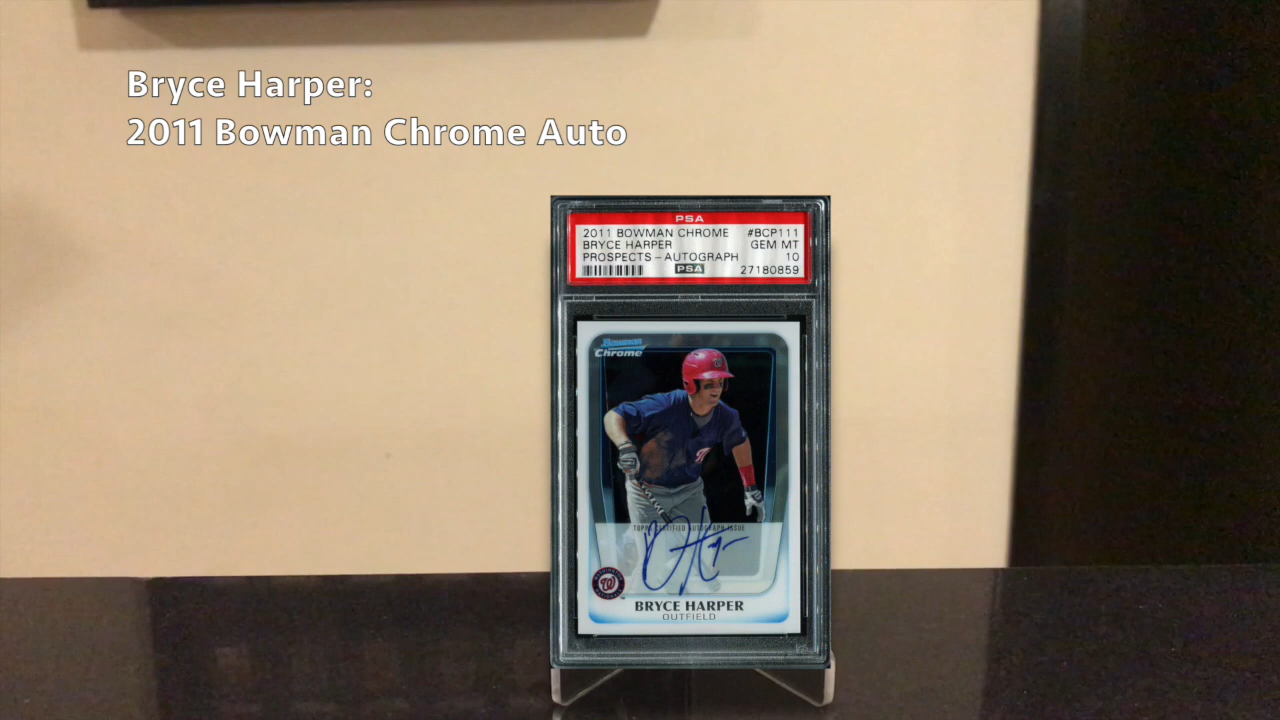 Bryce Harper:
2011 Bowman Chrome Auto
PSA
2011 BOWMAN CHROME #BCP111
BRYCE HARPER GEM MT
PROSPECTS - AUTOGRAPH 10
PSA 27180859
Bowman
Chrome
TOPPS CERTIFIED AUTOGRAPH ISSUE
W
BRYCE HARPER
OUTFIELD